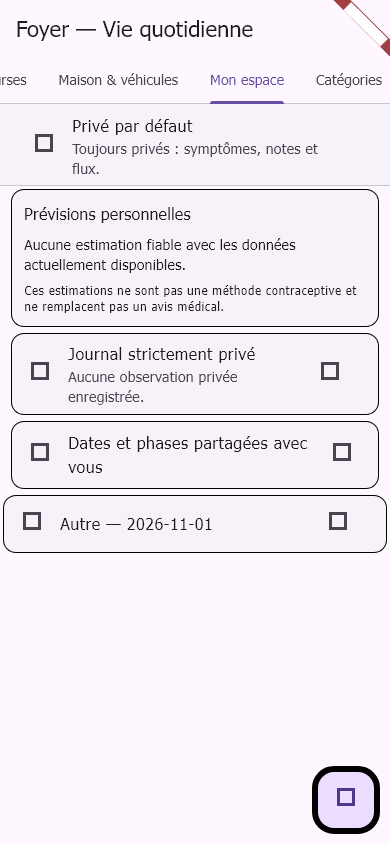 Foyer — Vie quotidienne
rses
Maison & véhicules
Mon espace
Catégories
Privé par défaut
Toujours privés : symptômes, notes et
flux.
Prévisions personnelles
Aucune estimation fiable avec les données
actuellement disponibles.
Ces estimations ne sont pas une méthode contraceptive et
ne remplacent pas un avis médical.
Journal strictement privé
Aucune observation privée
enregistrée.
Dates et phases partagées avec
vous
Autre — 2026-11-01